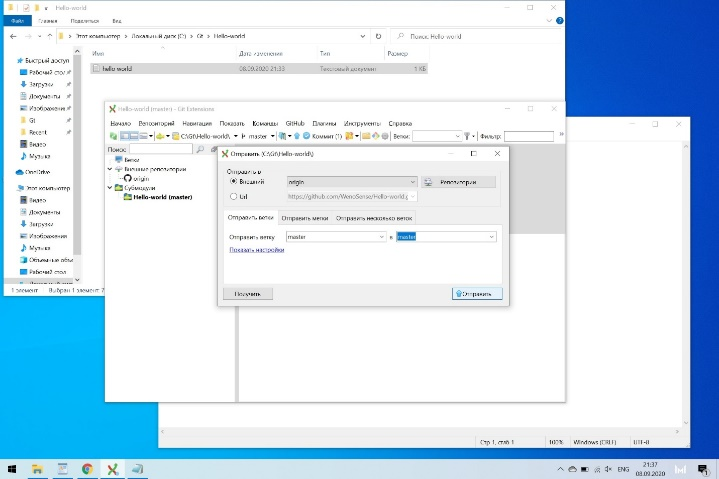 Hello-world
Файл Главная Поделиться Вид
Этот компьютер › Локальный диск (C:) › Git › Hello-world
Поиск: Hello-world
Имя Дата изменения Тип Размер
hello world 08.09.2020 21:33 Текстовый документ 1 КБ
Быстрый доступ
Рабочий стол
Загрузки
Документы
Изображения
Git
Recent
Видео
Музыка
OneDrive
Этот компьютер
Видео
Документы
Загрузки
Изображения
Музыка
Объемные объе
Рабочий стол
1 элемент Выбран 1 элемент:
Hello-world (master) - Git Extensions
Начало Репозиторий Навигация Показать Команды GitHub Плагины Инструменты Справка
C:\Git\Hello-world\ master Коммит (1) Ветки: Фильтр:
Поиск:
Ветки
Внешние репозитории
origin
Субмодули
Hello-world (master)
Отправить (C:\Git\Hello-world\)
Отправить в
Внешний origin Репозитории
Url https://github.com/WenoSense/Hello-world.g
Отправить ветки Отправить метки Отправить несколько веток
Отправить ветку master в master
Показать настройки
Получить Отправить
Стр 1, стлб 1 100% Windows (CRLF) UTF-8
ENG 21:37
08.09.2020